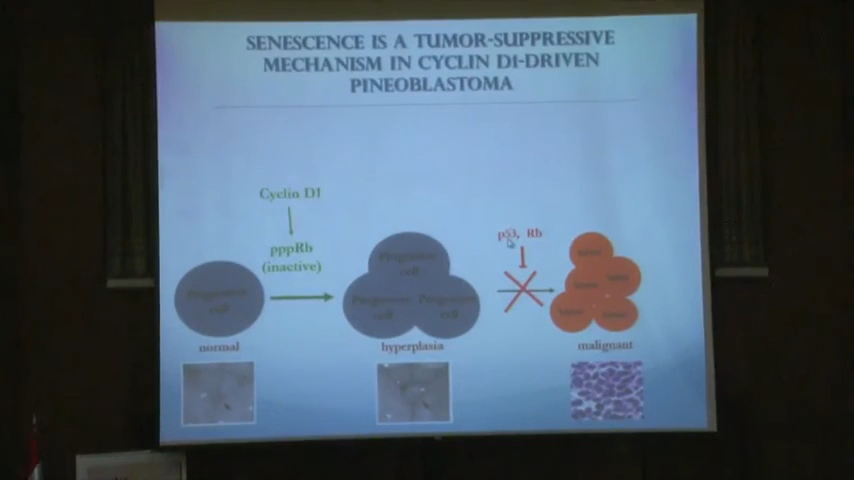 SENESCENCE IS A TUMOR-SUPPRESSIVE
MECHANISM IN CYCLIN D1-DRIVEN
PINEOBLASTOMA
Cyclin D1
pppRb
(inactive)
p53, Rb
Progenitor
cell
Progenitor
cell
Progenitor
cell
Progenitor
cell
normal
hyperplasia
malignant